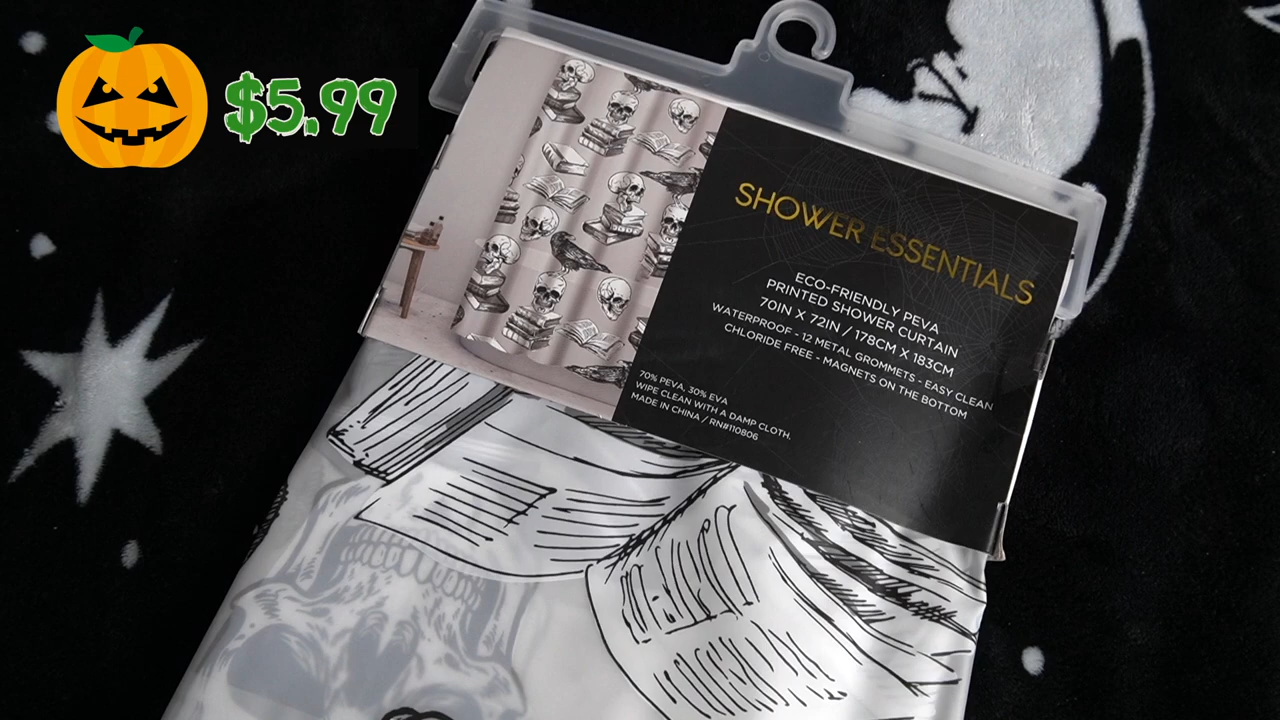 $5.99
SHOWER ESSENTIALS
ECO-FRIENDLY PEVA
PRINTED SHOWER CURTAIN
70IN X 72IN / 178CM X 183CM
WATERPROOF - 12 METAL GROMMETS - EASY CLEAN
CHLORIDE FREE - MAGNETS ON THE BOTTOM
70% PEVA, 30% EVA
WIPE CLEAN WITH A DAMP CLOTH.
MADE IN CHINA / RN#110806